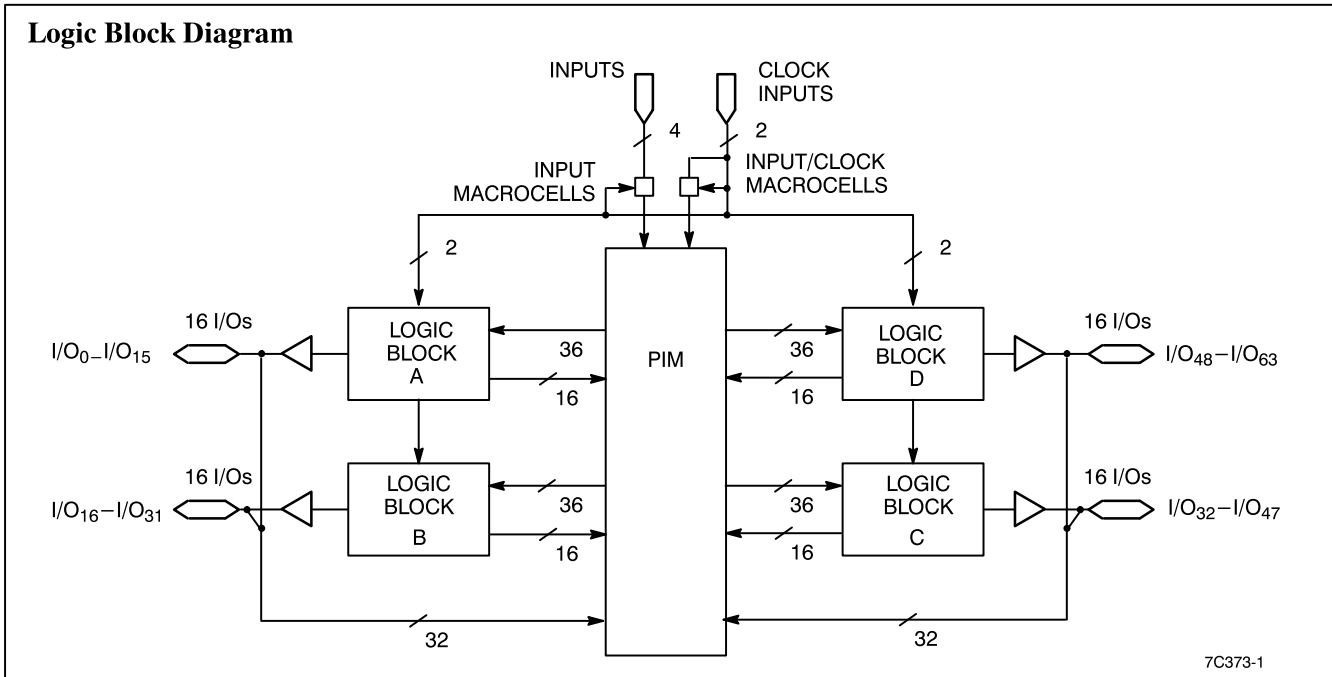 Logic Block Diagram
INPUTS
CLOCK
INPUTS
4
2
INPUT
MACROCELLS
INPUT/CLOCK
MACROCELLS
2
2
16 I/Os
I/O0–I/O15
LOGIC
BLOCK
A
36
16
PIM
36
16
LOGIC
BLOCK
D
16 I/Os
I/O48–I/O63
16 I/Os
I/O16–I/O31
LOGIC
BLOCK
B
36
16
36
16
LOGIC
BLOCK
C
16 I/Os
I/O32–I/O47
32
32
7C373-1